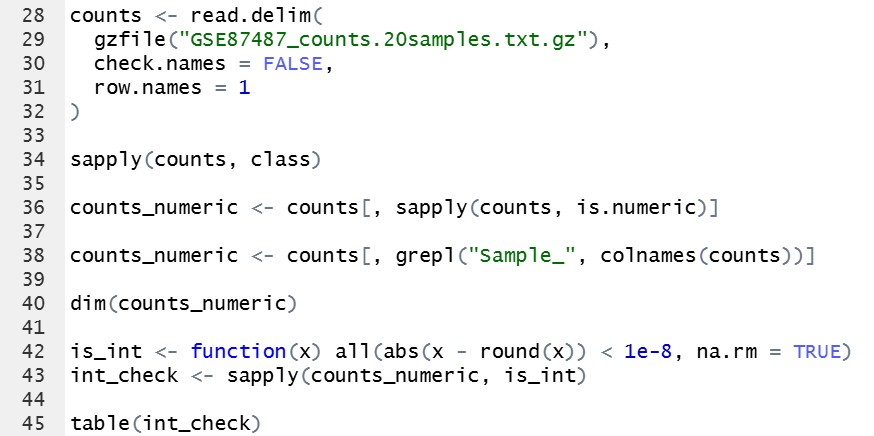 28 counts <- read.delim(
29   gzfile("GSE87487_counts.20samples.txt.gz"),
30   check.names = FALSE,
31   row.names = 1
32 )
33
34 sapply(counts, class)
35
36 counts_numeric <- counts[, sapply(counts, is.numeric)]
37
38 counts_numeric <- counts[, grepl("Sample_", colnames(counts))]
39
40 dim(counts_numeric)
41
42 is_int <- function(x) all(abs(x - round(x)) < 1e-8, na.rm = TRUE)
43 int_check <- sapply(counts_numeric, is_int)
44
45 table(int_check)